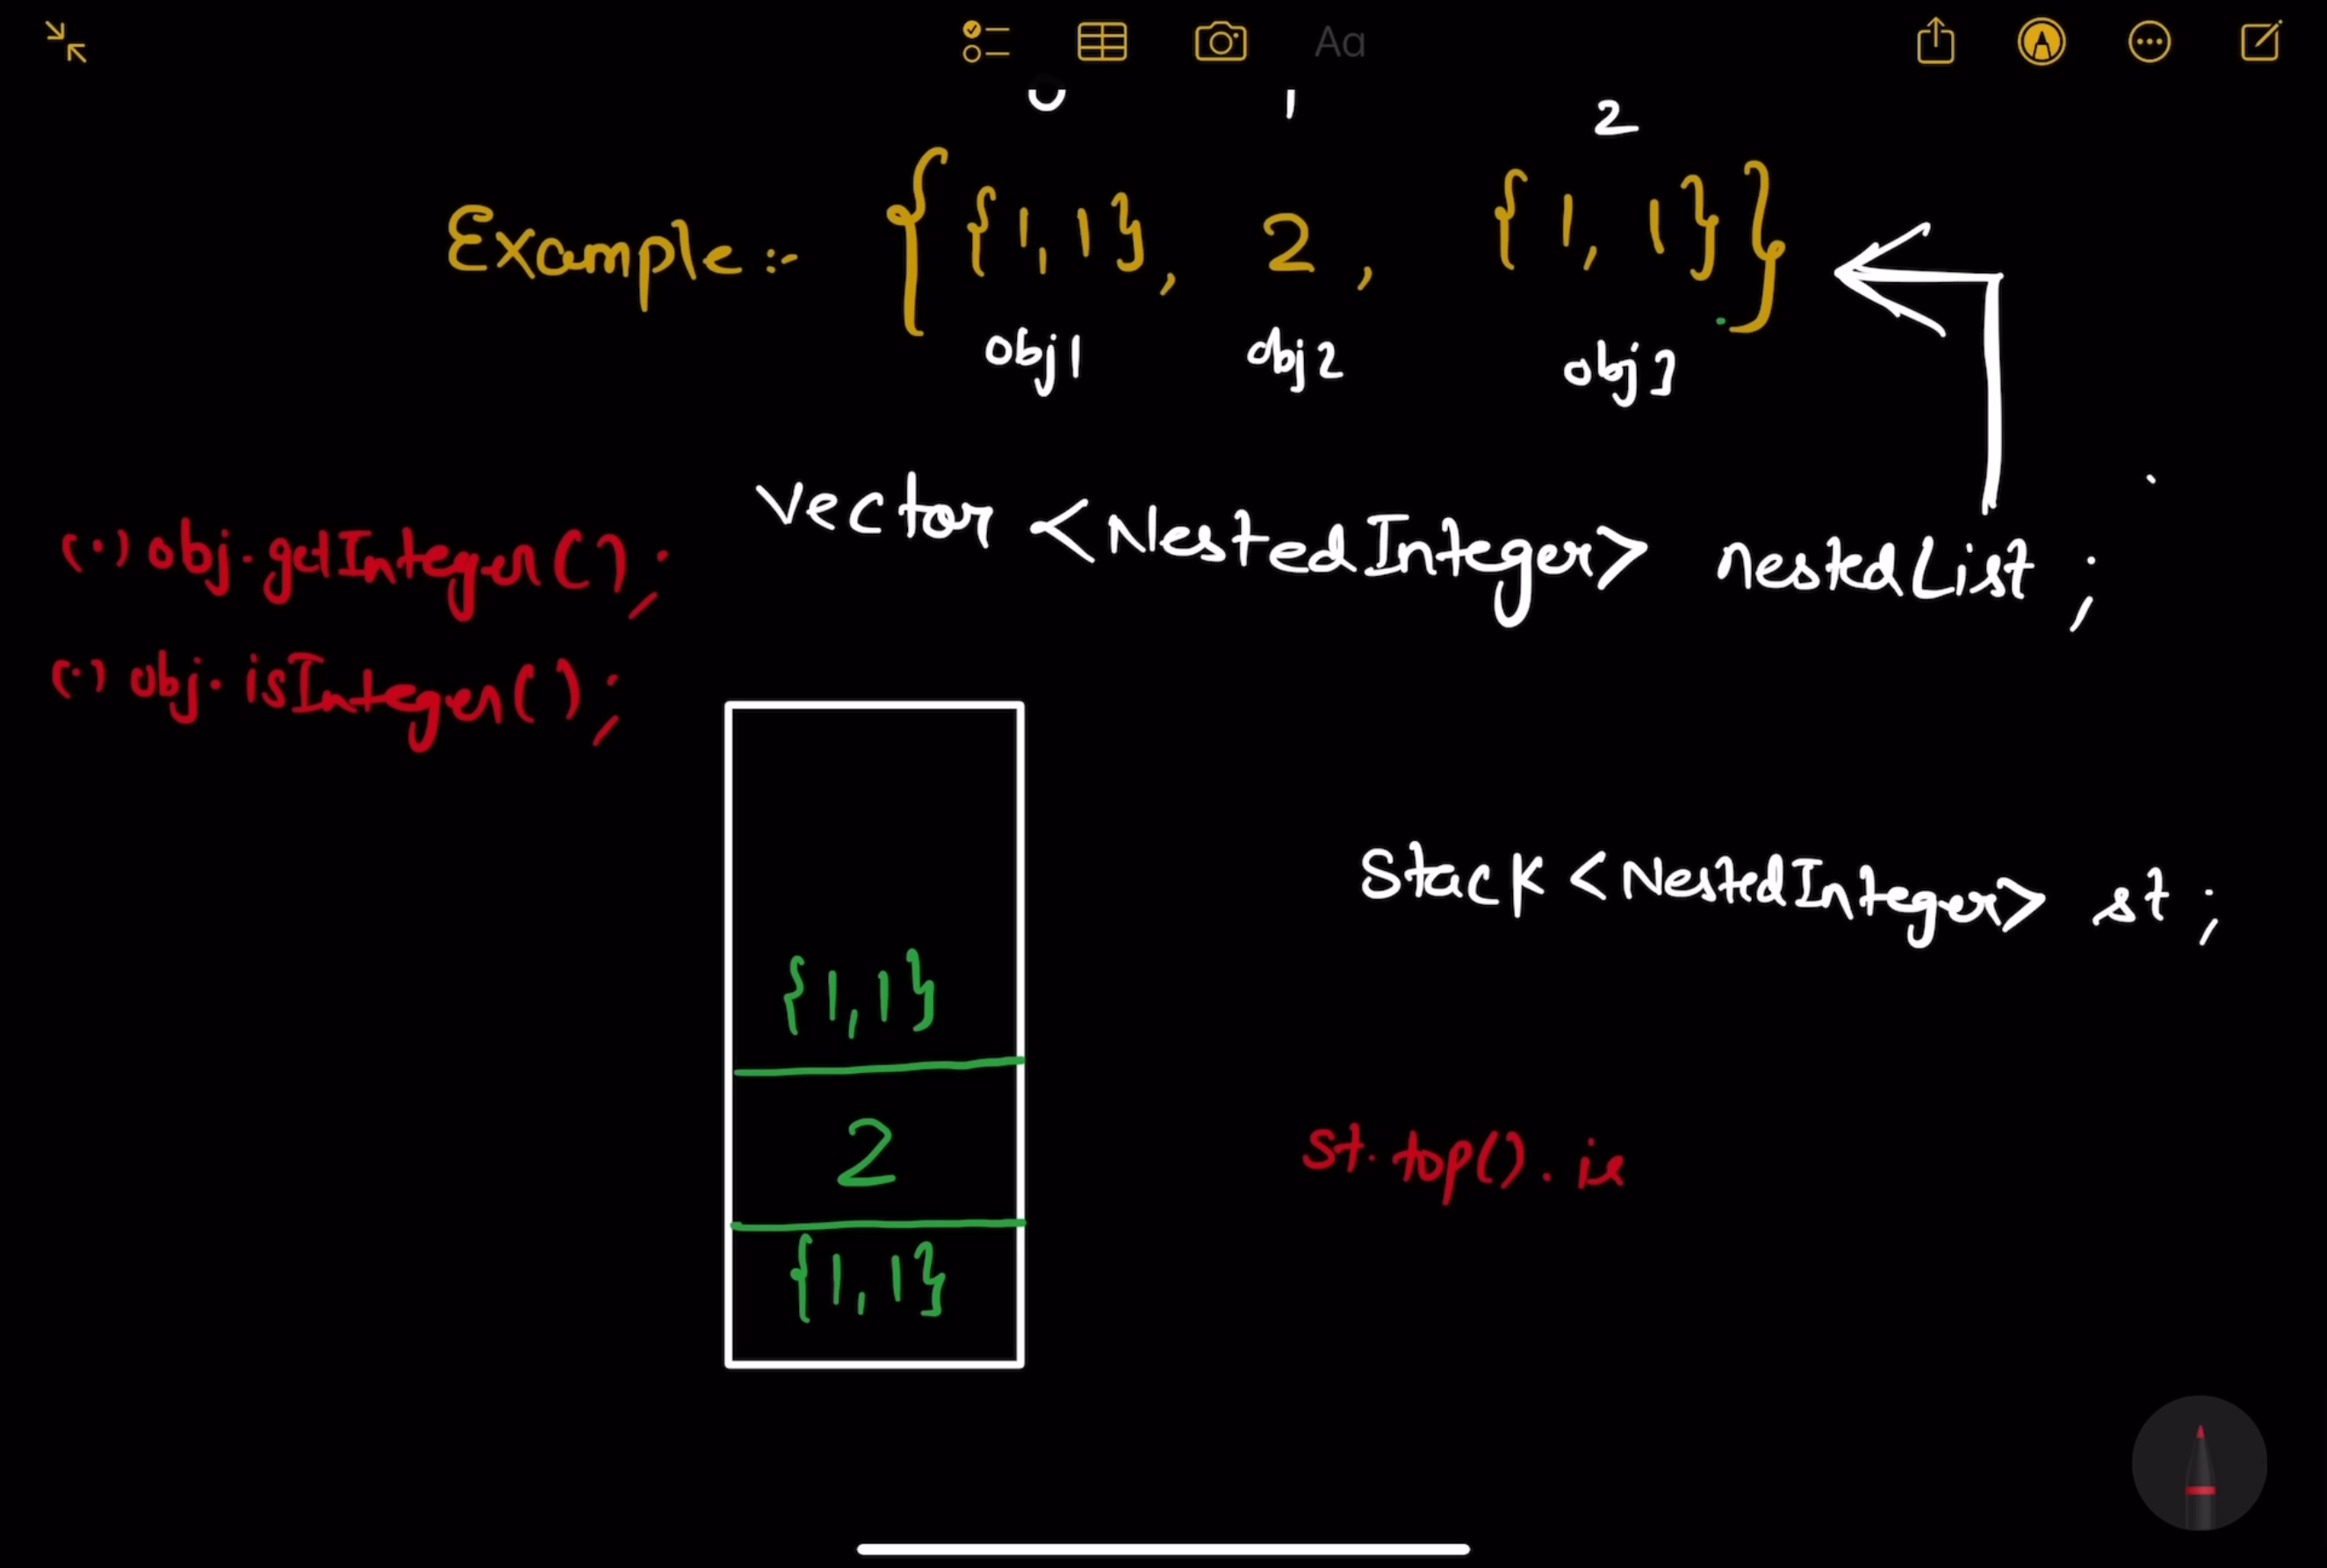 Aa
0 1 2
Example :- { {1,1}, 2, {1, 1} }
obj1 obj2 obj3
vector <NestedInteger> nestedList ;
(·) obj.getInteger();
(·) obj. isInteger();
Stack <NestedInteger> st ;
{1,1}
2
{1,1}
st. top(). is